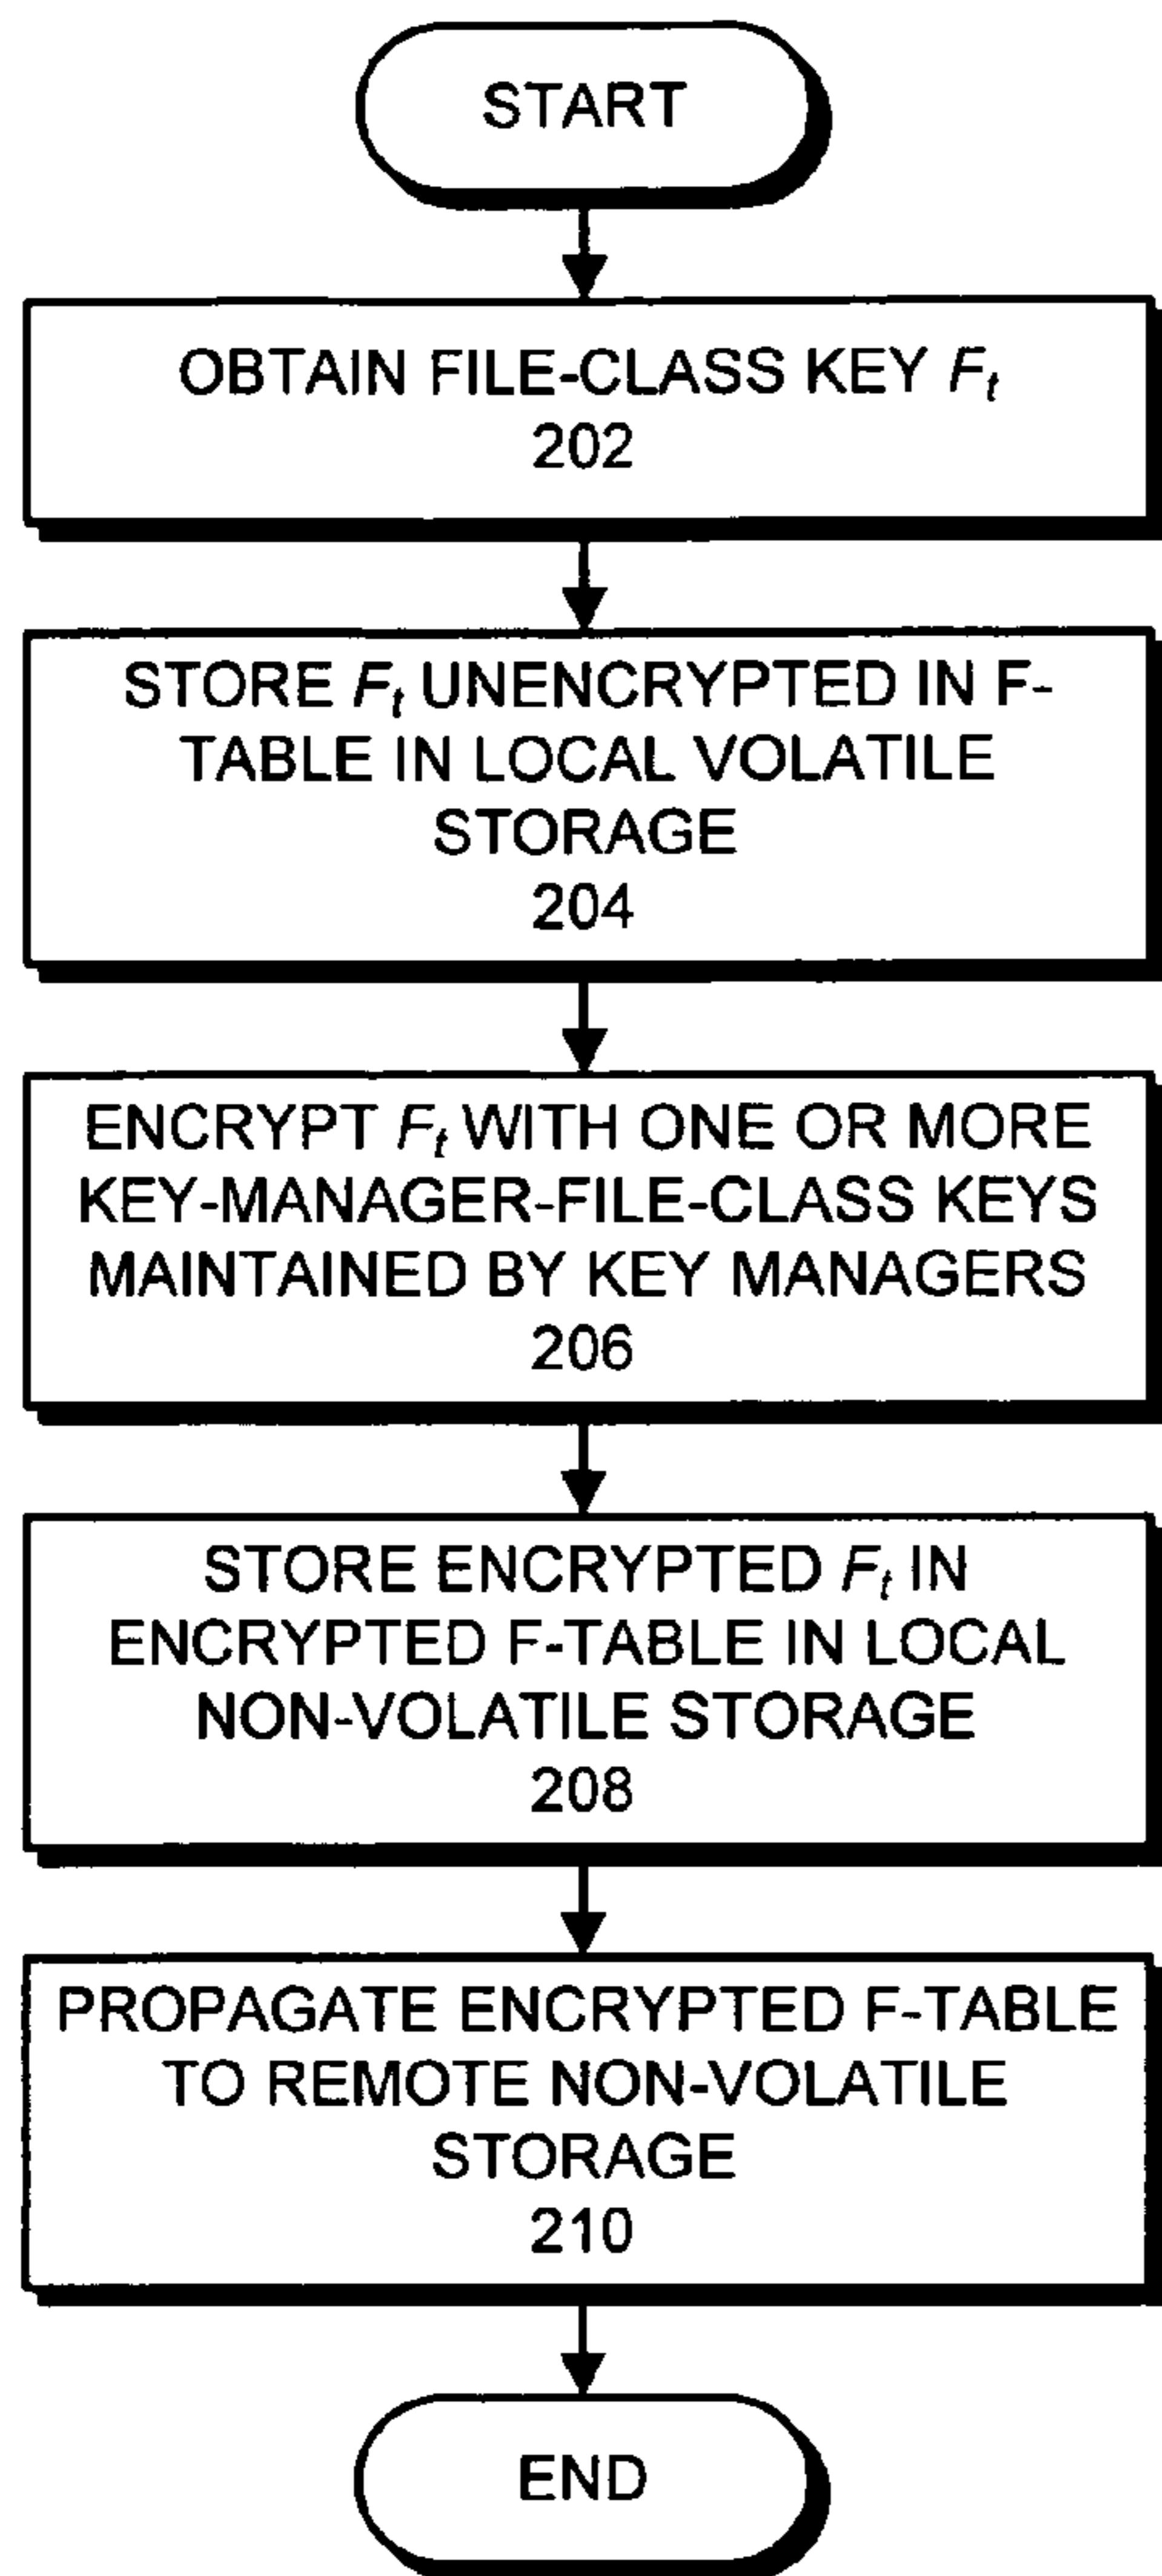 START
OBTAIN FILE-CLASS KEY Ft
202
STORE Ft UNENCRYPTED IN F-
TABLE IN LOCAL VOLATILE
STORAGE
204
ENCRYPT Ft WITH ONE OR MORE
KEY-MANAGER-FILE-CLASS KEYS
MAINTAINED BY KEY MANAGERS
206
STORE ENCRYPTED Ft IN
ENCRYPTED F-TABLE IN LOCAL
NON-VOLATILE STORAGE
208
PROPAGATE ENCRYPTED F-TABLE
TO REMOTE NON-VOLATILE
STORAGE
210
END